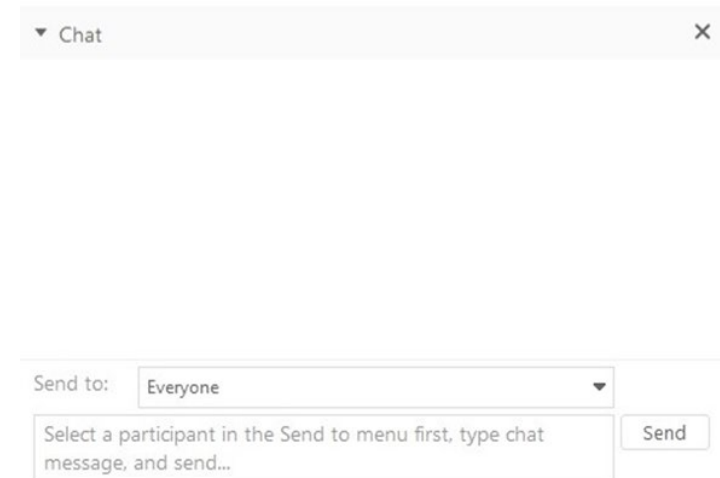 Chat
Send to: Everyone
Select a participant in the Send to menu first, type chat
message, and send...
Send